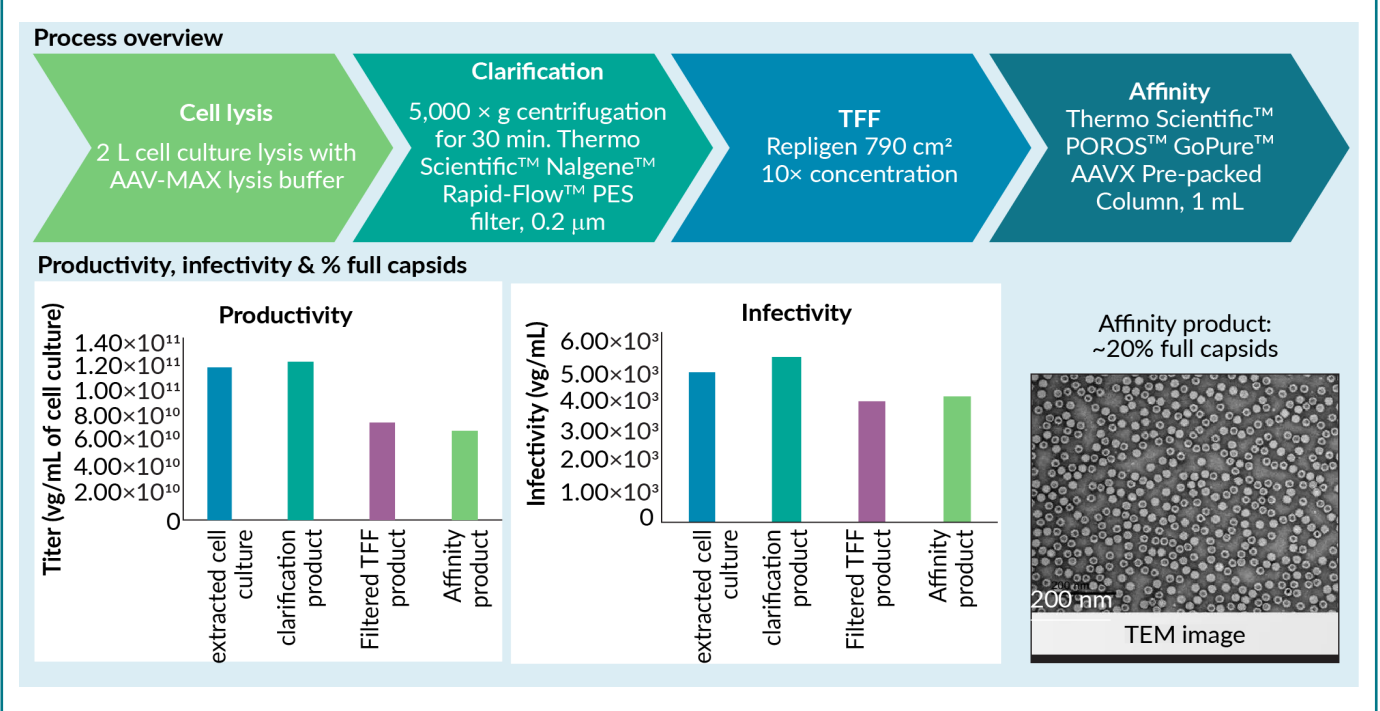 Process overview
Cell lysis
2 L cell culture lysis with
AAV-MAX lysis buffer
Clarification
5,000 × g centrifugation
for 30 min. Thermo
Scientific™ Nalgene™
Rapid-Flow™ PES
filter, 0.2 μm
TFF
Repligen 790 cm²
10× concentration
Affinity
Thermo Scientific™
POROS™ GoPure™
AAVX Pre-packed
Column, 1 mL
Productivity, infectivity & % full capsids
Productivity
Titer (vg/mL of cell culture)
1.40×10¹¹
1.20×10¹¹
1.00×10¹¹
8.00×10¹⁰
6.00×10¹⁰
4.00×10¹⁰
2.00×10¹⁰
0
extracted cell
culture
clarification
product
Filtered TFF
product
Affinity
product
Infectivity
Infectivity (vg/mL)
6.00×10³
5.00×10³
4.00×10³
3.00×10³
2.00×10³
1.00×10³
0
extracted cell
culture
clarification
product
Filtered TFF
product
Affinity
product
Affinity product:
~20% full capsids
200 nm
200 nm
TEM image